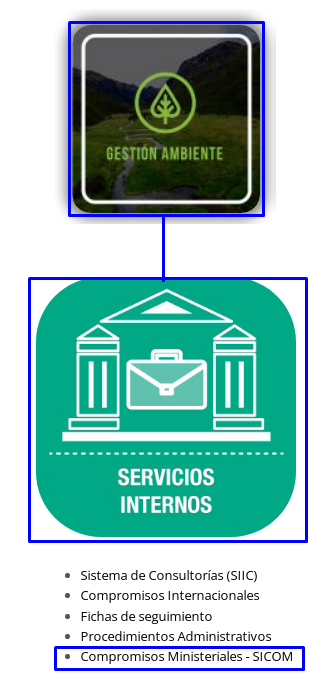 GESTIÓN AMBIENTE
SERVICIOS
INTERNOS
Sistema de Consultorías (SIIC)
Compromisos Internacionales
Fichas de seguimiento
Procedimientos Administrativos
Compromisos Ministeriales - SICOM